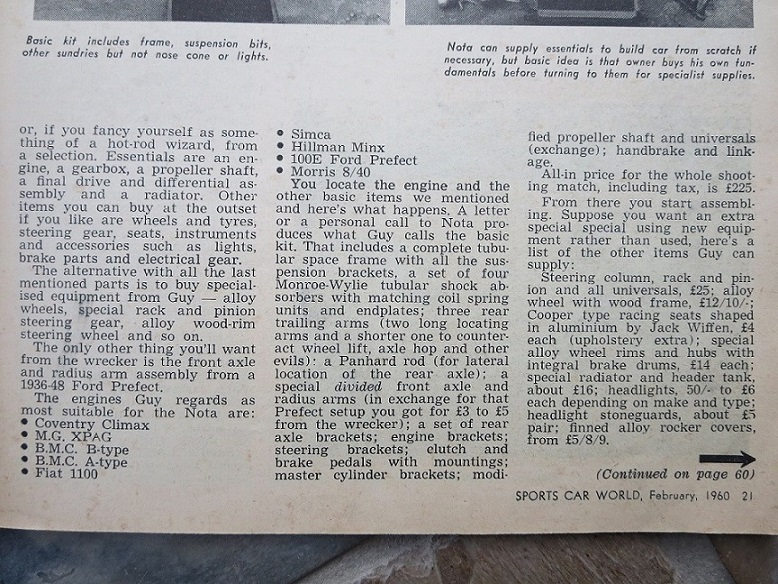 Basic kit includes frame, suspension bits,
other sundries but not nose cone or lights.
Nota can supply essentials to build car from scratch if
necessary, but basic idea is that owner buys his own fun-
damentals before turning to them for specialist supplies.
or, if you fancy yourself as some-
thing of a hot-rod wizard, from
a selection. Essentials are an en-
gine, a gearbox, a propeller shaft,
a final drive and differential as-
sembly and a radiator. Other
items you can buy at the outset
if you like are wheels and tyres,
steering gear, seats, instruments
and accessories such as lights,
brake parts and electrical gear.
The alternative with all the last
mentioned parts is to buy special-
ised equipment from Guy — alloy
wheels, special rack and pinion
steering gear, alloy wood-rim
steering wheel and so on.
The only other thing you'll want
from the wrecker is the front axle
and radius arm assembly from a
1936-48 Ford Prefect.
The engines Guy regards as
most suitable for the Nota are:
• Coventry Climax
• M.G. XPAG
• B.M.C. B-type
• B.M.C. A-type
• Fiat 1100
• Simca
• Hillman Minx
• 100E Ford Prefect
• Morris 8/40
You locate the engine and the
other basic items we mentioned
and here's what happens. A letter
or a personal call to Nota pro-
duces what Guy calls the basic
kit. That includes a complete tubu-
lar space frame with all the sus-
pension brackets, a set of four
Monroe-Wylie tubular shock ab-
sorbers with matching coil spring
units and endplates; three rear
trailing arms (two long locating
arms and a shorter one to counter-
act wheel lift, axle hop and other
evils): a Panhard rod (for lateral
location of the rear axle); a
special divided front axle and
radius arms (in exchange for that
Prefect setup you got for £3 to £5
from the wrecker); a set of rear
axle brackets; engine brackets;
steering brackets; clutch and
brake pedals with mountings;
master cylinder brackets; modi-
fied propeller shaft and universals
(exchange); handbrake and link-
age.
All-in price for the whole shoot-
ing match, including tax, is £225.
From there you start assembl-
ing. Suppose you want an extra
special special using new equip-
ment rather than used, here's a
list of the other items Guy can
supply:
Steering column, rack and pin-
ion and all universals, £25; alloy
wheel with wood frame, £12/10/-;
Cooper type racing seats shaped
in aluminium by Jack Wiffen, £4
each (upholstery extra); special
alloy wheel rims and hubs with
integral brake drums, £14 each;
special radiator and header tank,
about £16; headlights, 50/- to £6
each depending on make and type;
headlight stoneguards, about £5
pair; finned alloy rocker covers,
from £5/8/9.
(Continued on page 60)
SPORTS CAR WORLD, February, 1960 21